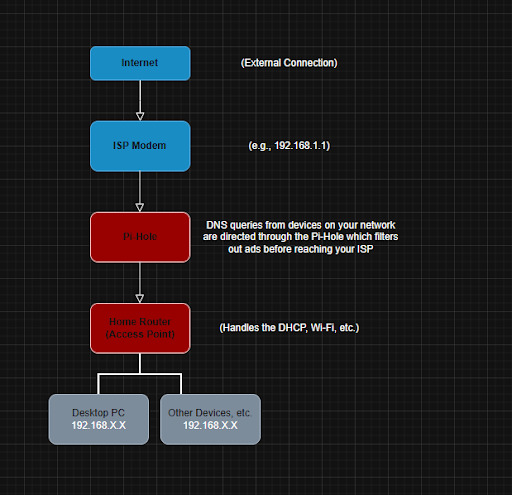 Internet
(External Connection)
ISP Modem
(e.g., 192.168.1.1)
Pi-Hole
DNS queries from devices on your network
are directed through the Pi-Hole which filters
out ads before reaching your ISP
Home Router
(Access Point)
(Handles the DHCP, Wi-Fi, etc.)
Desktop PC
192.168.X.X
Other Devices, etc.
192.168.X.X